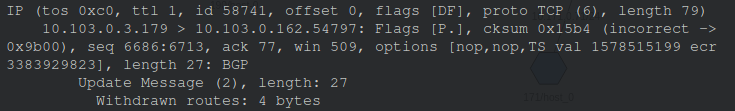 IP (tos 0xc0, ttl 1, id 58741, offset 0, flags [DF], proto TCP (6), length 79)
10.103.0.3.179 > 10.103.0.162.54797: Flags [P.], cksum 0x15b4 (incorrect ->
0x9b00), seq 6686:6713, ack 77, win 509, options [nop,nop,TS val 1578515199 ecr
3383929823], length 27: BGP
Update Message (2), length: 27
Withdrawn routes: 4 bytes